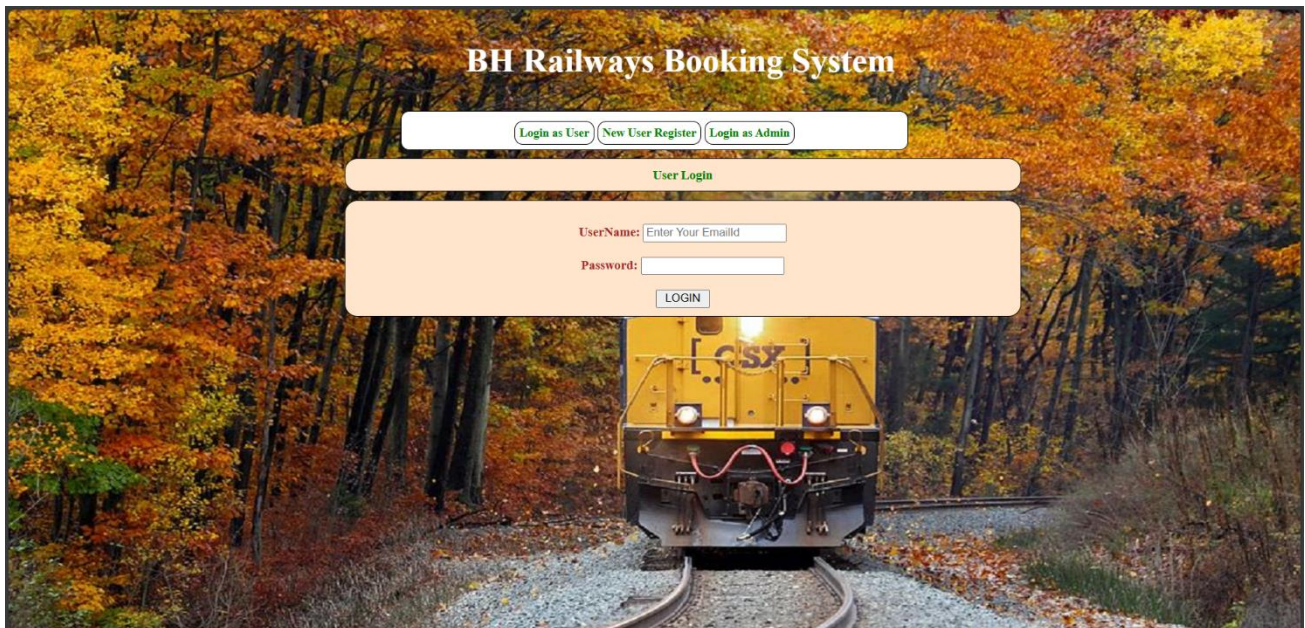 BH Railways Booking System
Login as User New User Register Login as Admin
User Login
UserName: Enter Your EmailId
Password:
LOGIN
CSX